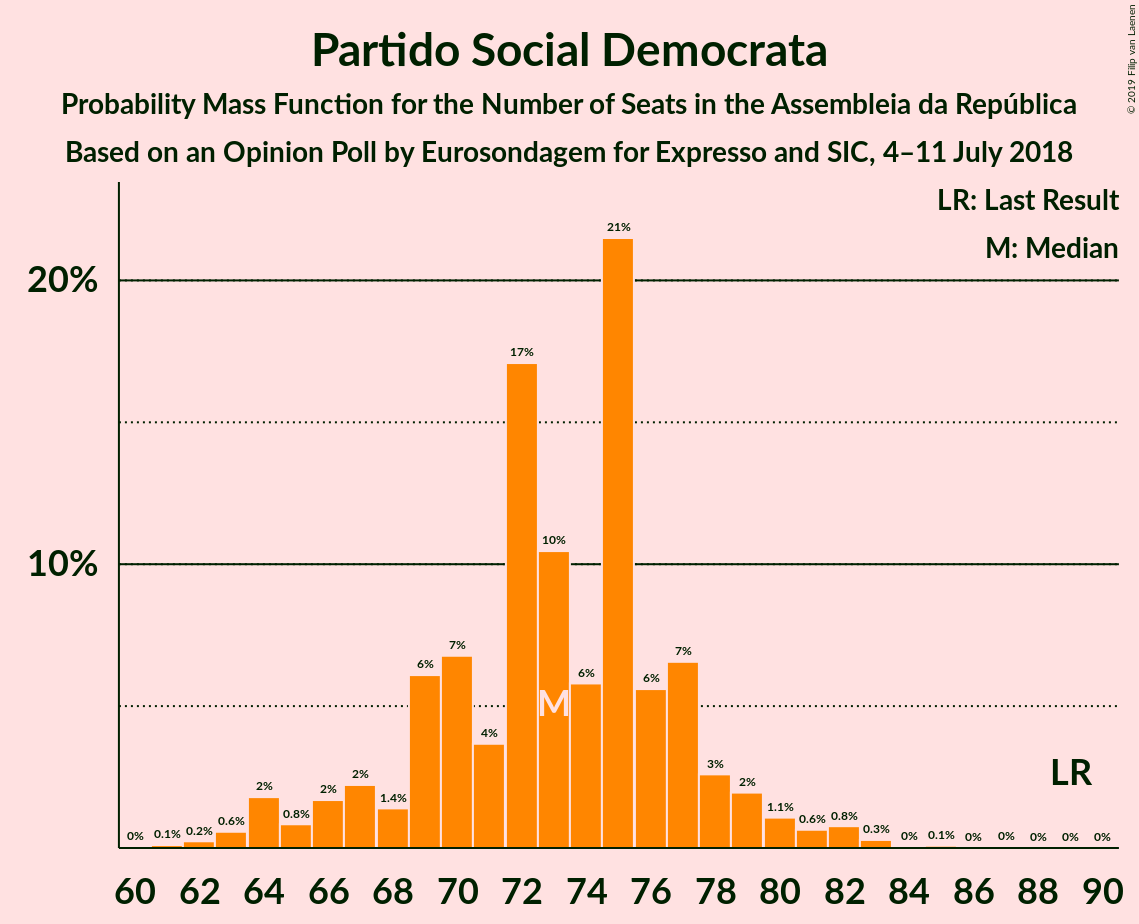 Partido Social Democrata
Probability Mass Function for the Number of Seats in the Assembleia da República
Based on an Opinion Poll by Eurosondagem for Expresso and SIC, 4–11 July 2018
© 2019 Filip van Laenen
LR: Last Result
M: Median
20%
10%
0% 0.1% 0.2% 0.6% 2% 0.8% 2% 2% 1.4% 6% 7% 4% 17% 10% 6% 21% 6% 7% 3% 2% 1.1% 0.6% 0.8% 0.3% 0% 0.1% 0% 0% 0% 0% 0%
M
LR
60 62 64 66 68 70 72 74 76 78 80 82 84 86 88 90